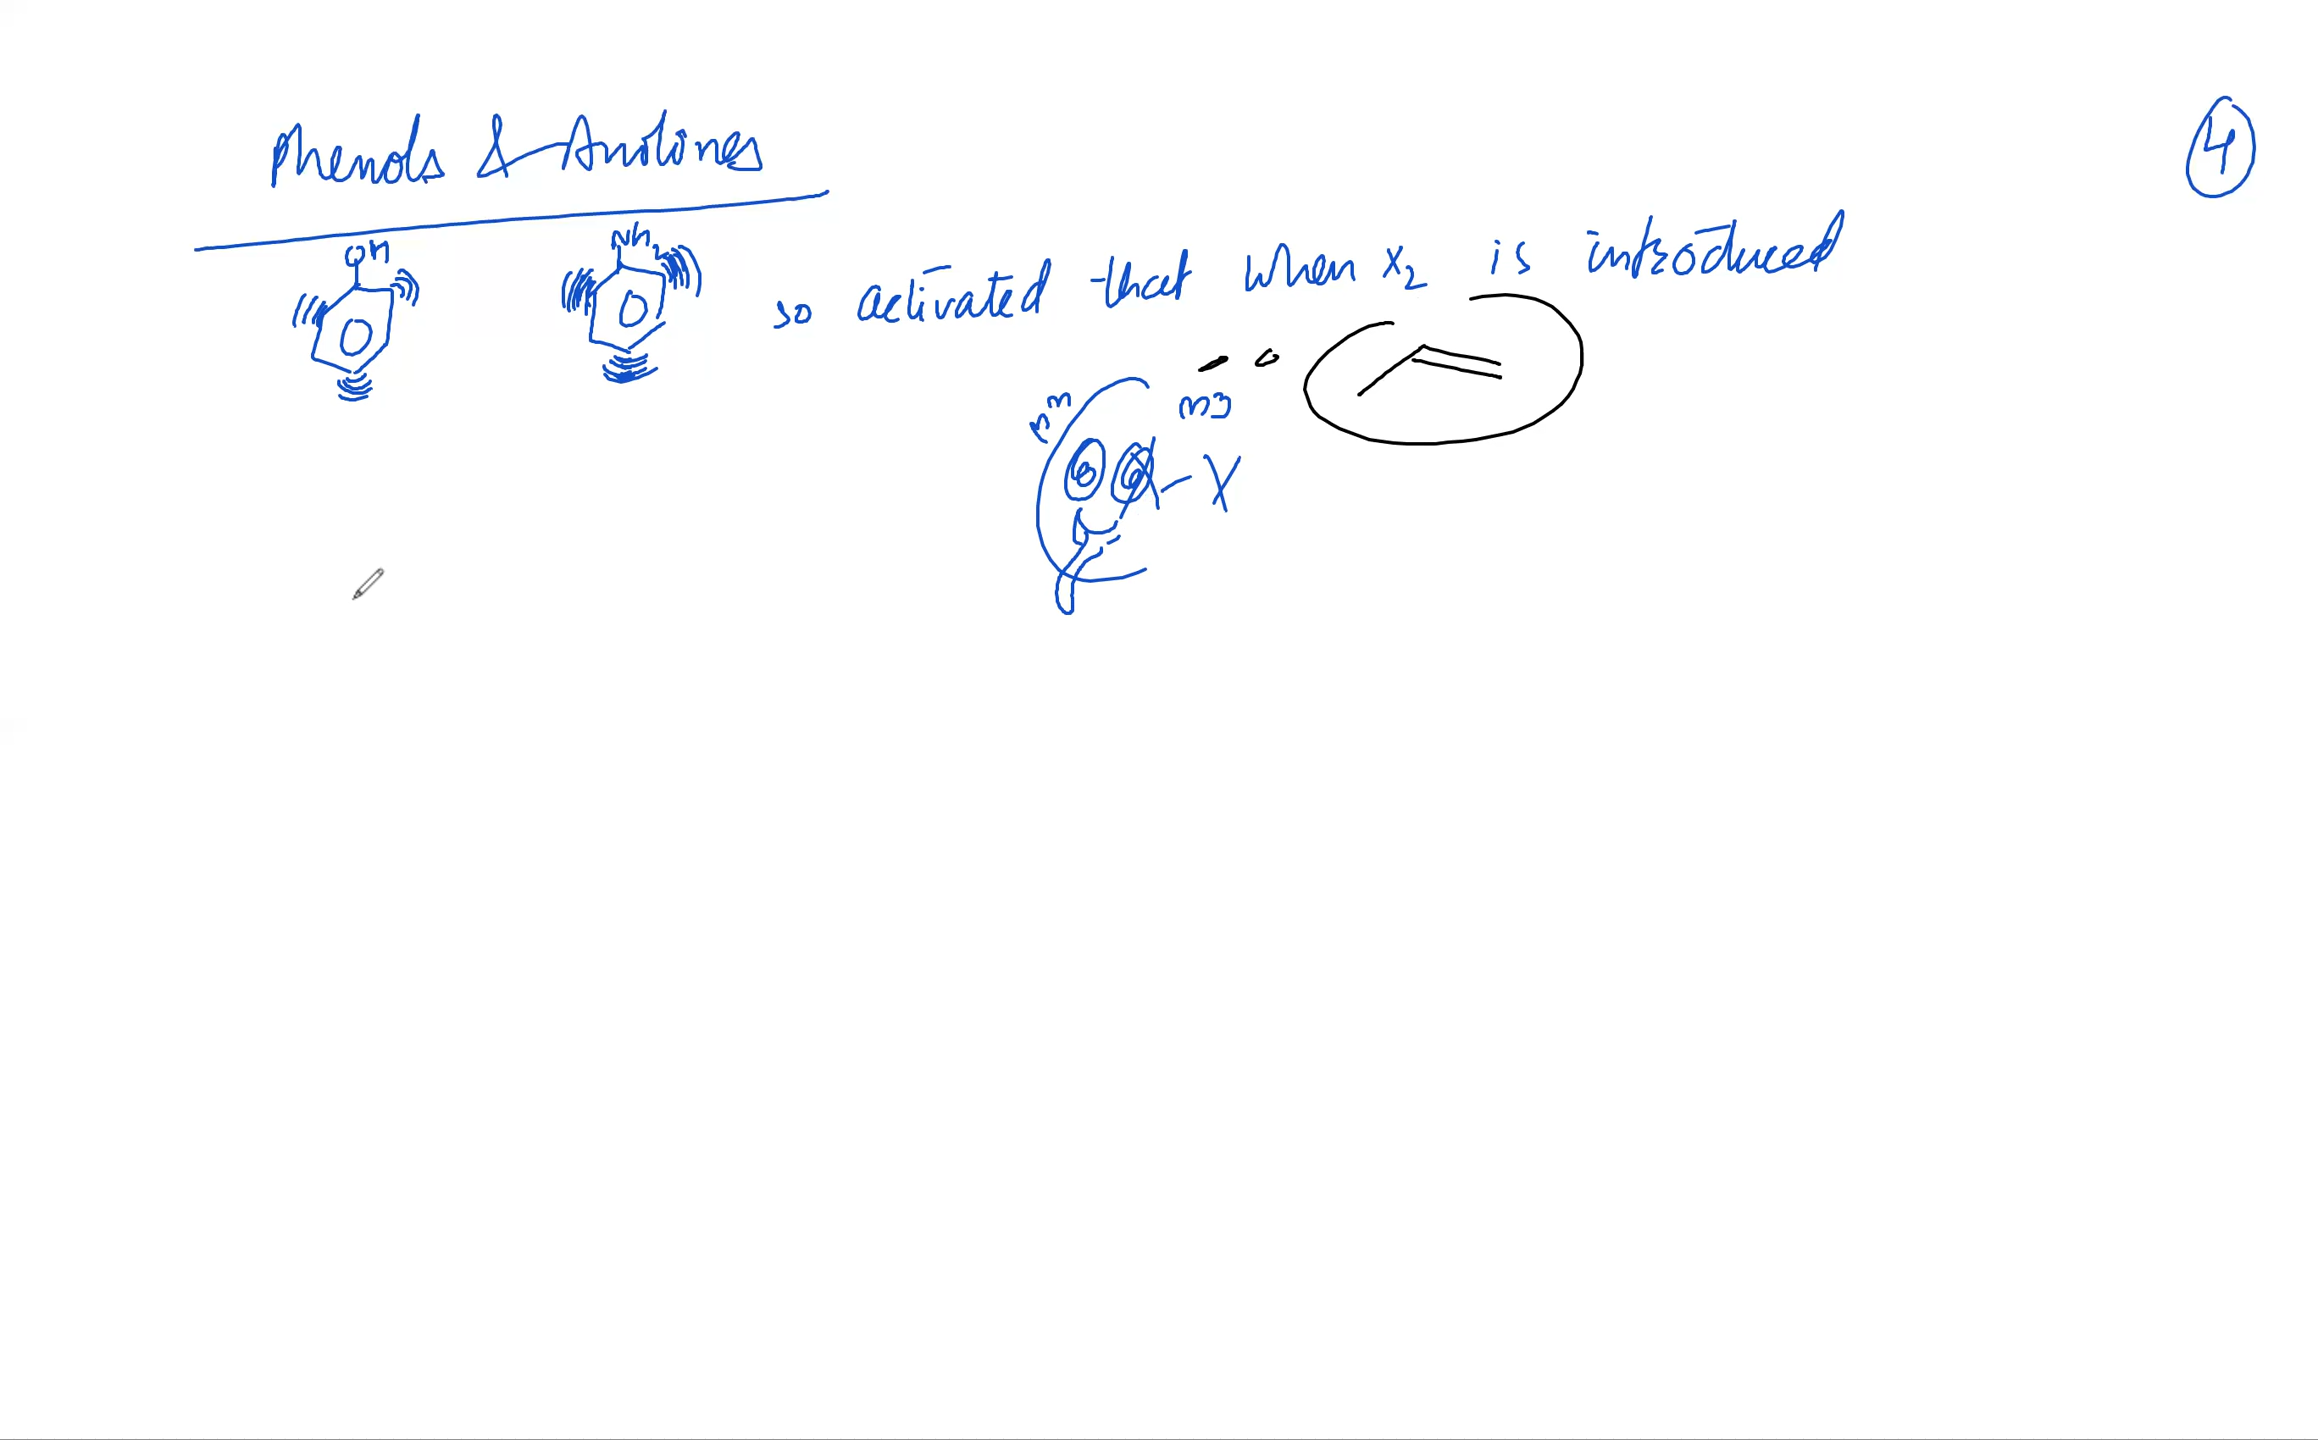 Phenols & Anilines
4
OH
NH2
so activated that when X2 is introduced
X